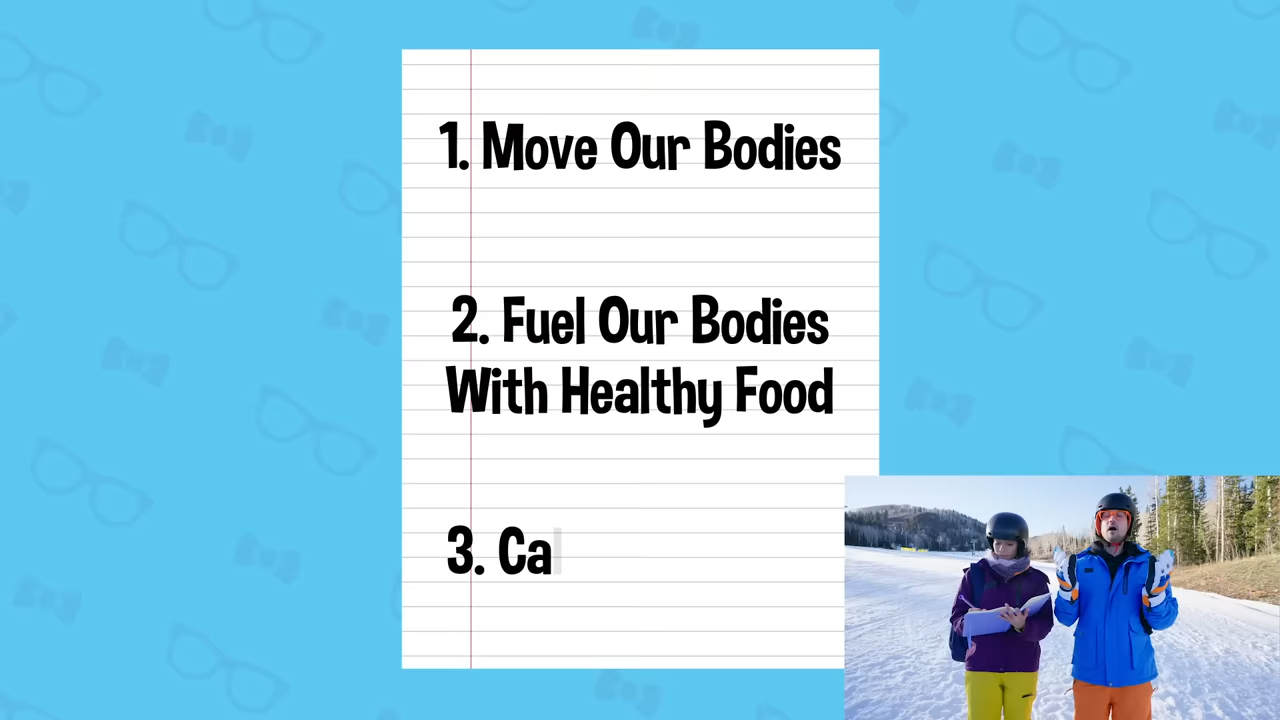 1. Move Our Bodies
2. Fuel Our Bodies
With Healthy Food
3. Ca